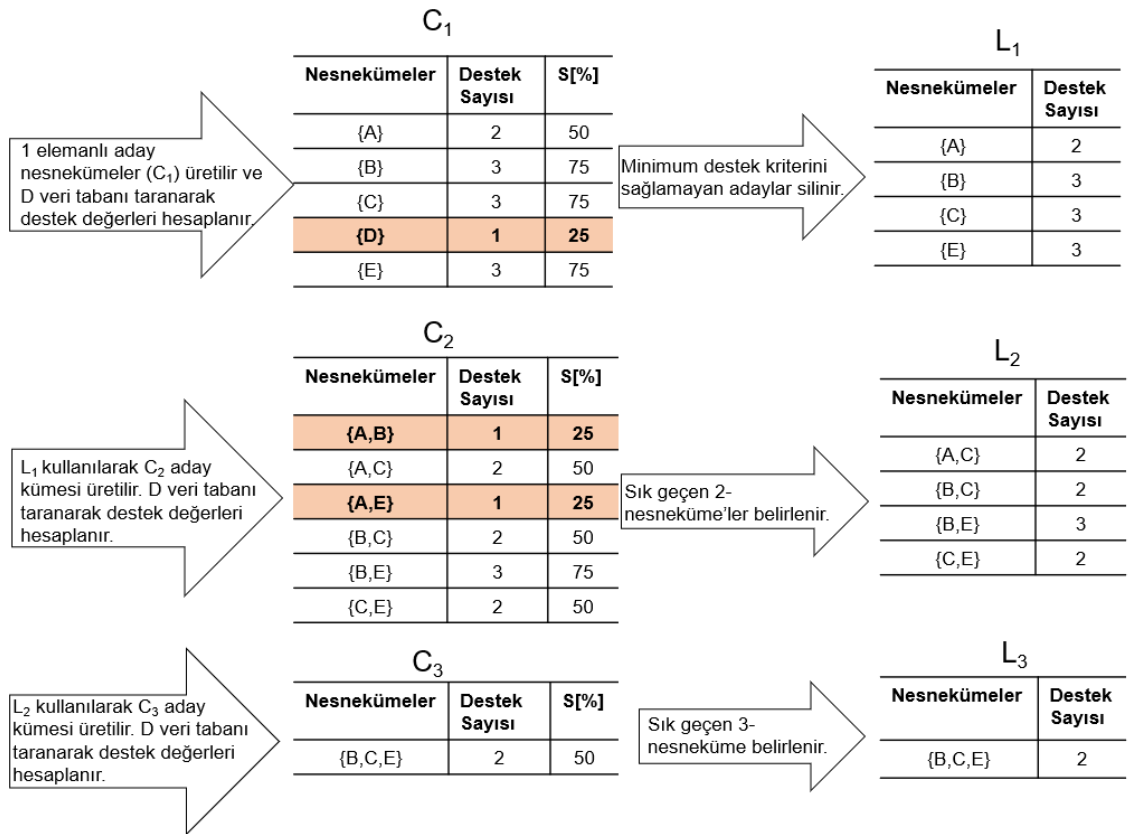 C₁
Nesnekümeler Destek Sayısı S[%]
{A} 2 50
{B} 3 75
{C} 3 75
{D} 1 25
{E} 3 75
1 elemanlı aday
nesnekümeler (C₁) üretilir ve
D veri tabanı taranarak
destek değerleri hesaplanır.
Minimum destek kriterini
sağlamayan adaylar silinir.
L₁
Nesnekümeler Destek Sayısı
{A} 2
{B} 3
{C} 3
{E} 3
C₂
Nesnekümeler Destek Sayısı S[%]
{A,B} 1 25
{A,C} 2 50
{A,E} 1 25
{B,C} 2 50
{B,E} 3 75
{C,E} 2 50
L₁ kullanılarak C₂ aday
kümesi üretilir. D veri tabanı
taranarak destek değerleri
hesaplanır.
Sık geçen 2-
nesneküme’ler belirlenir.
L₂
Nesnekümeler Destek Sayısı
{A,C} 2
{B,C} 2
{B,E} 3
{C,E} 2
C₃
Nesnekümeler Destek Sayısı S[%]
{B,C,E} 2 50
L₂ kullanılarak C₃ aday
kümesi üretilir. D veri tabanı
taranarak destek değerleri
hesaplanır.
Sık geçen 3-
nesneküme belirlenir.
L₃
Nesnekümeler Destek Sayısı
{B,C,E} 2